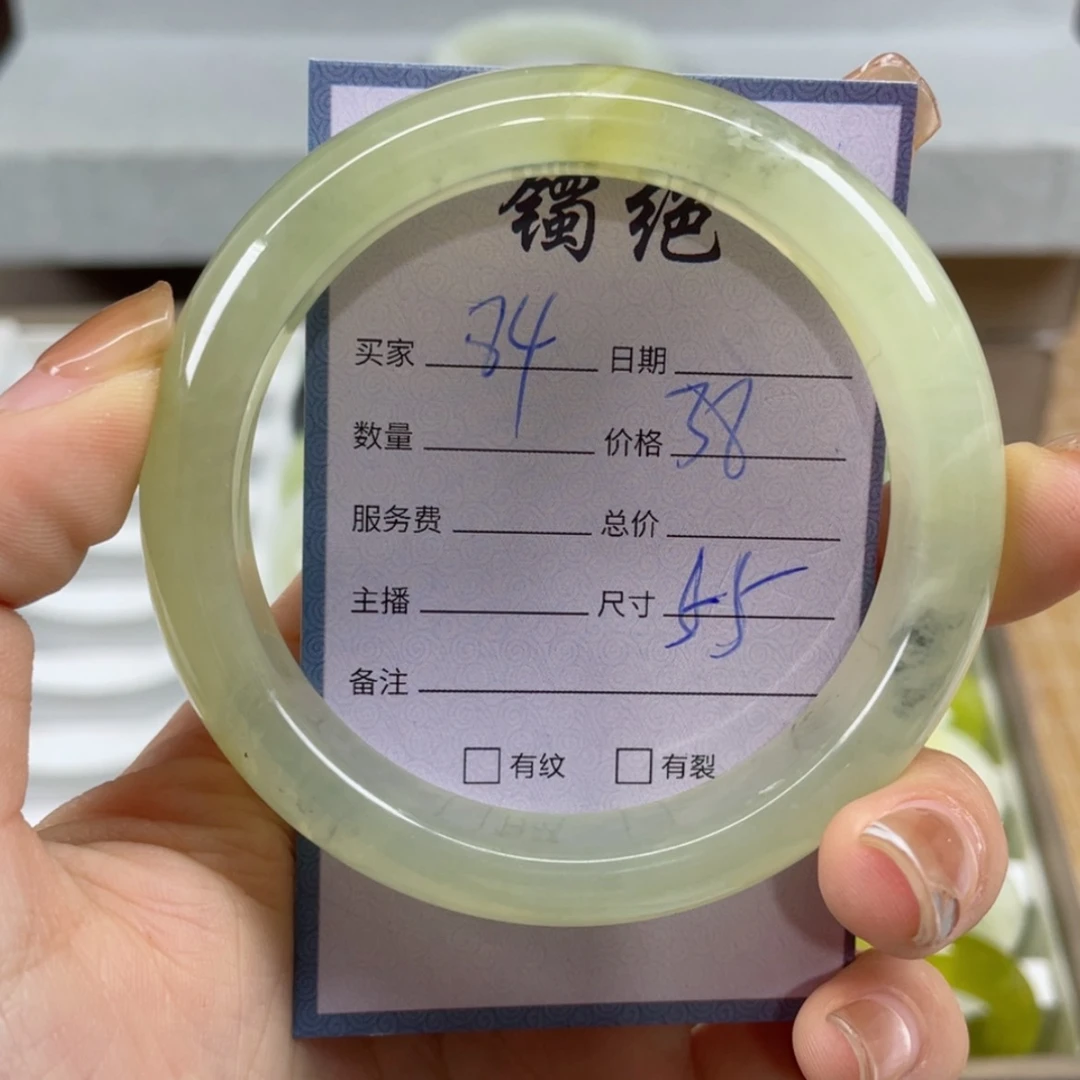 镯绝
买家 34 日期
数量 价格 38
服务费 总价
主播 尺寸 55
备注
有纹 有裂